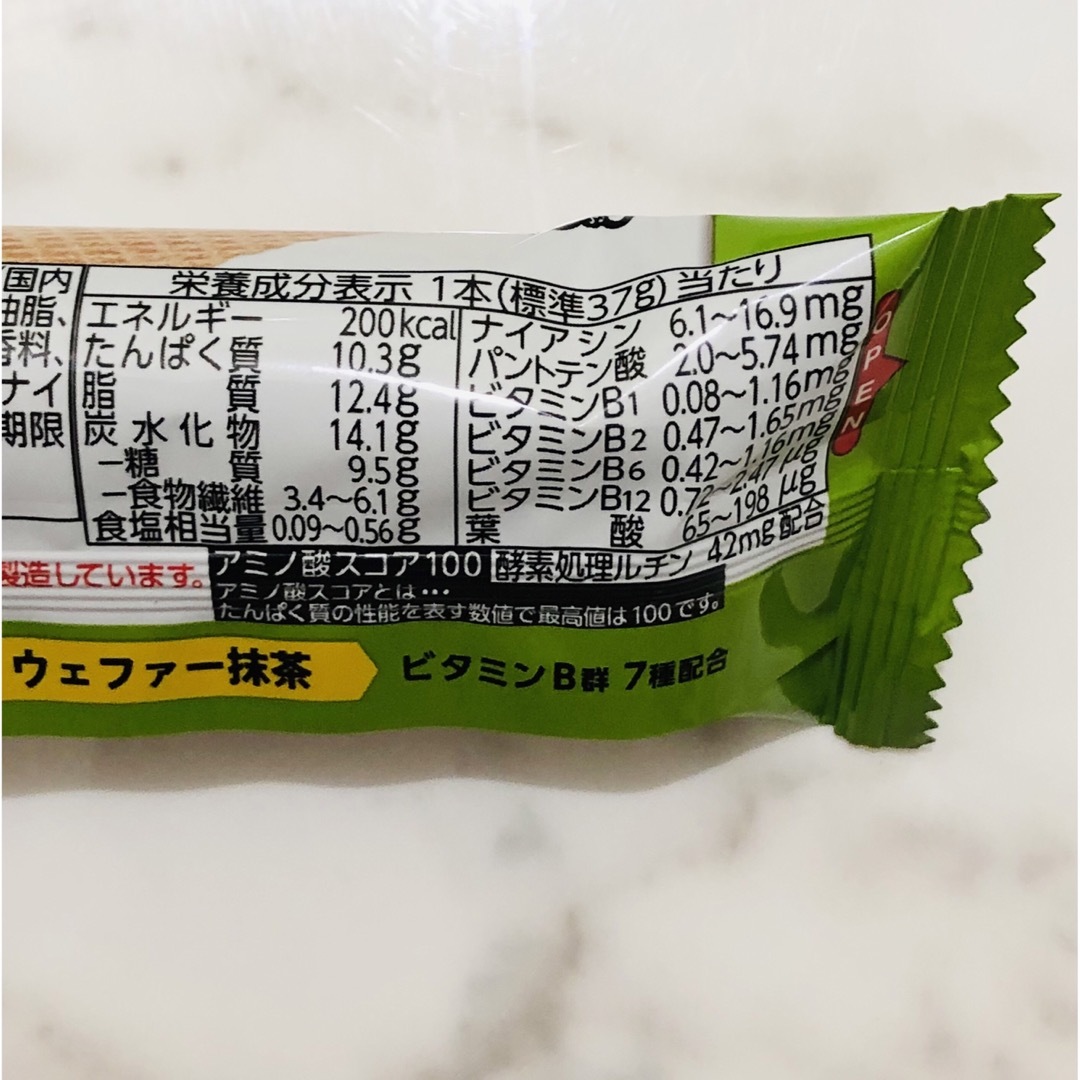 国内
油脂、
香料、
ナイ
期限
栄養成分表示 1本(標準37g)当たり
エネルギー 200kcal
たんぱく質 10.3g
脂質 12.4g
炭水化物 14.1g
-糖質 9.5g
-食物繊維 3.4~6.1g
食塩相当量 0.09~0.56g
ナイアシン 6.1~16.9mg
パントテン酸 2.0~5.74mg
ビタミンB1 0.08~1.16mg
ビタミンB2 0.47~1.65mg
ビタミンB6 0.42~1.16mg
ビタミンB12 0.72~2.47μg
葉酸 65~198μg
OPEN
製造しています。
アミノ酸スコア100
酵素処理ルチン 42mg配合
アミノ酸スコアとは・・・
たんぱく質の性能を表す数値で最高値は100です。
ウェファー抹茶
ビタミンB群 7種配合